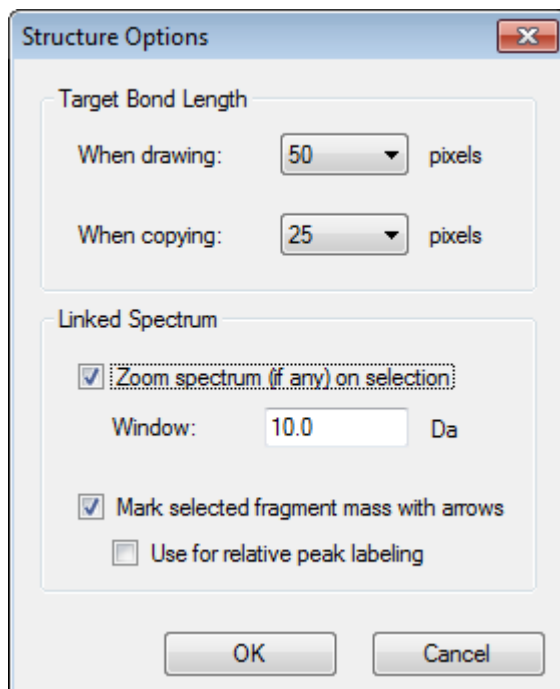 Structure Options
Target Bond Length
When drawing: 50 pixels
When copying: 25 pixels
Linked Spectrum
Zoom spectrum (if any) on selection
Window: 10.0 Da
Mark selected fragment mass with arrows
Use for relative peak labeling
OK Cancel